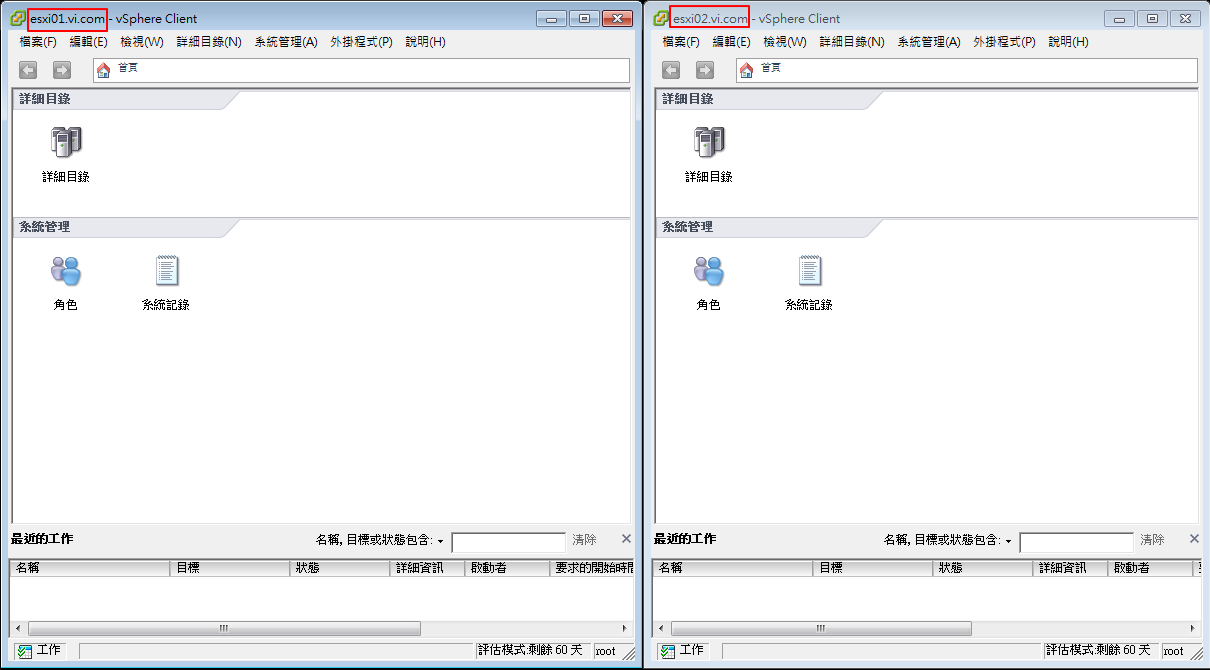 esxi01.vi.com - vSphere Client
檔案(F) 編輯(E) 檢視(W) 詳細目錄(N) 系統管理(A) 外掛程式(P) 說明(H)
首頁
詳細目錄
詳細目錄
系統管理
角色 系統記錄
最近的工作 名稱, 目標或狀態包含: 清除
名稱 目標 狀態 詳細資訊 啟動者 要求的開始時間
工作 評估模式:剩餘 60 天 root
esxi02.vi.com - vSphere Client
檔案(F) 編輯(E) 檢視(W) 詳細目錄(N) 系統管理(A) 外掛程式(P) 說明(H)
首頁
詳細目錄
詳細目錄
系統管理
角色 系統記錄
最近的工作 名稱, 目標或狀態包含: 清除
名稱 目標 狀態 詳細資訊 啟動者
工作 評估模式:剩餘 60 天 root